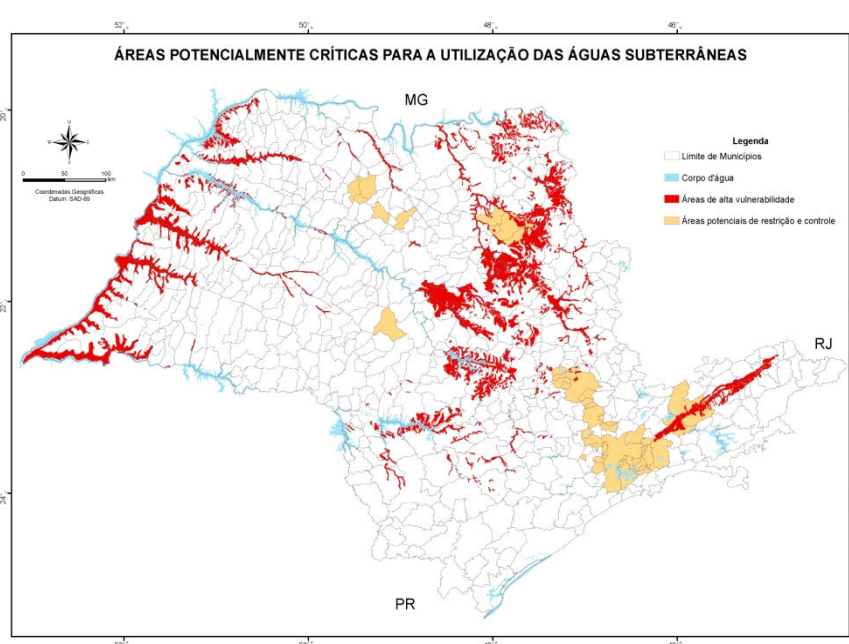 52°
50°
48°
46°
ÁREAS POTENCIALMENTE CRÍTICAS PARA A UTILIZAÇÃO DAS ÁGUAS SUBTERRÂNEAS
MG
20°
N
W
E
S
0 50 100
km
Coordenadas Geográficas
Datum: SAD-69
Legenda
Limite de Municípios
Corpo d'água
Áreas de alta vulnerabilidade
Áreas potenciais de restrição e controle
22°
RJ
24°
PR